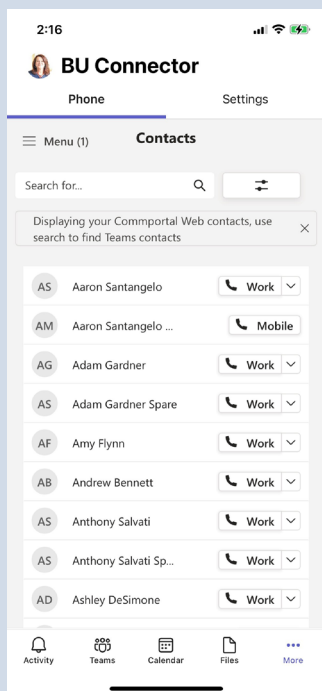 2:16
BU Connector
Phone Settings
Menu (1) Contacts
Search for...
Displaying your Commportal Web contacts, use
search to find Teams contacts
AS Aaron Santangelo Work
AM Aaron Santangelo ... Mobile
AG Adam Gardner Work
AS Adam Gardner Spare Work
AF Amy Flynn Work
AB Andrew Bennett Work
AS Anthony Salvati Work
AS Anthony Salvati Sp... Work
AD Ashley DeSimone Work
Activity Teams Calendar Files More